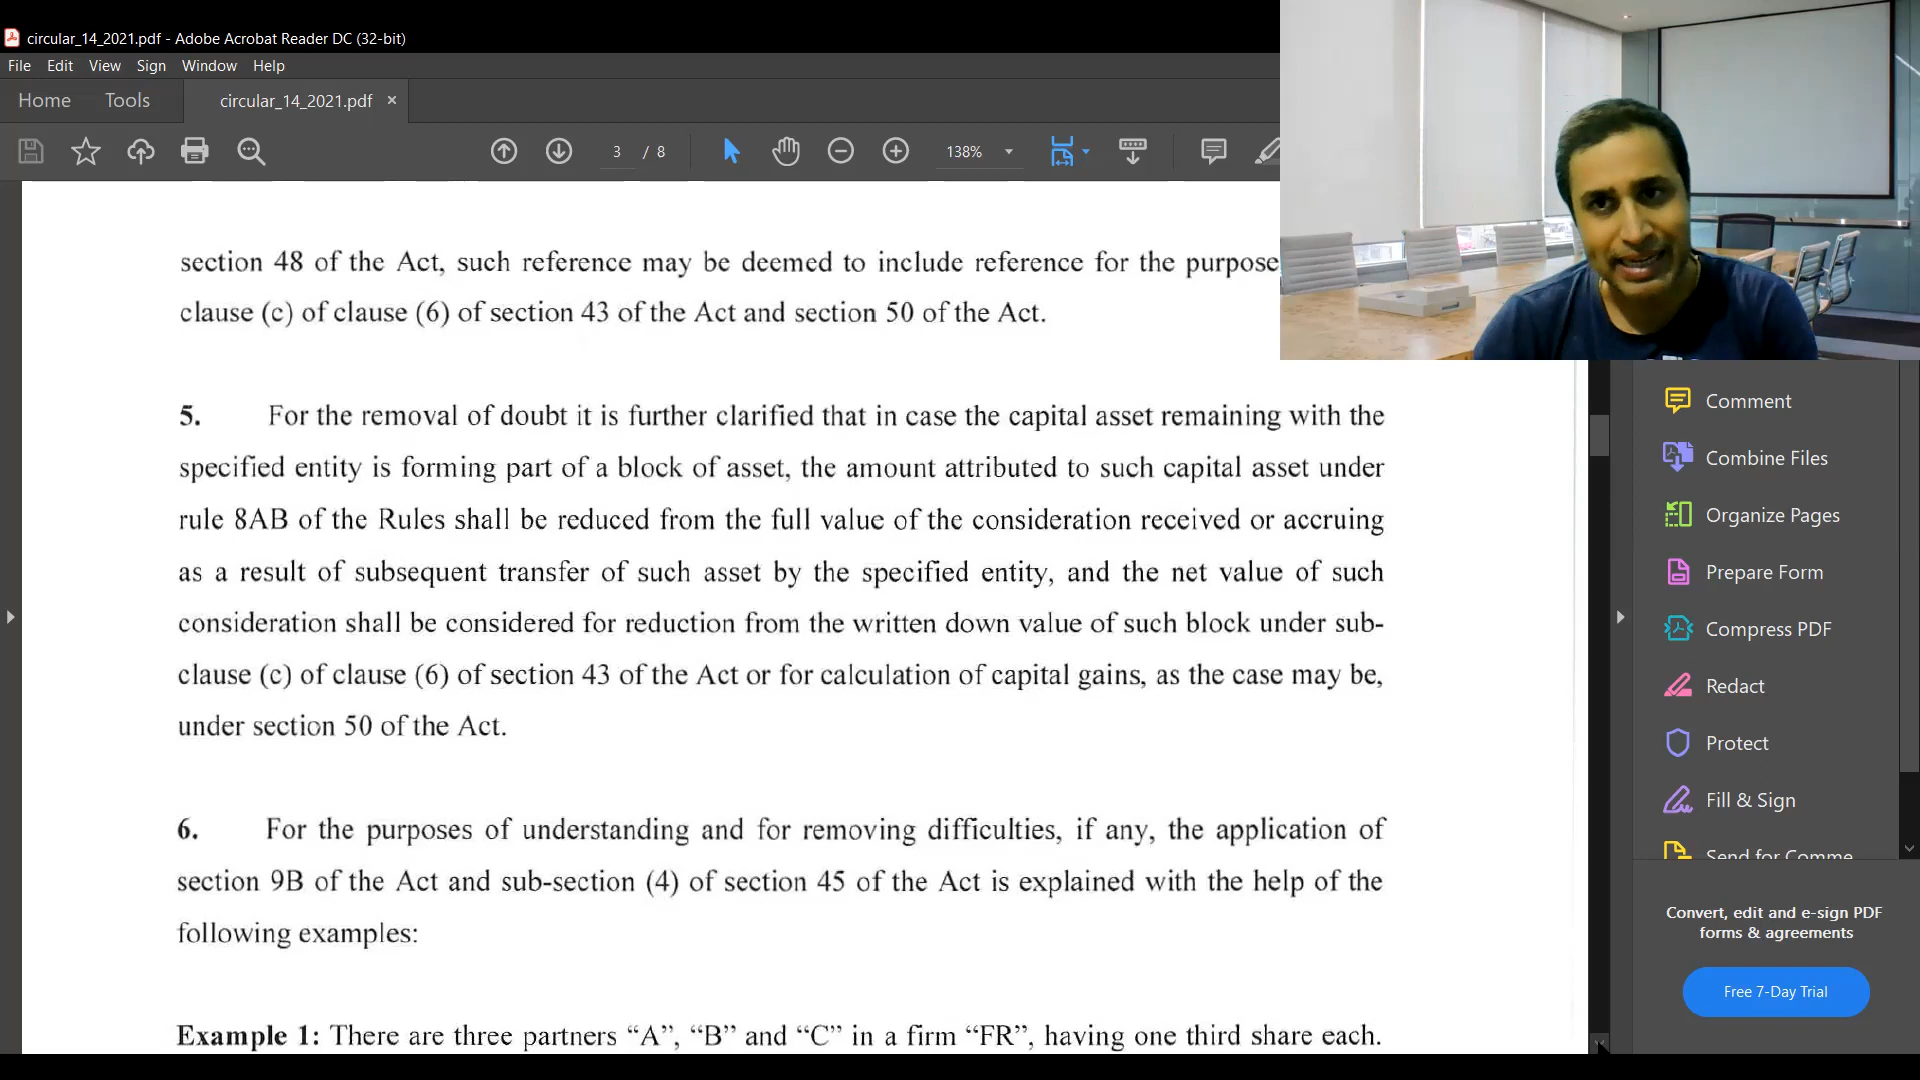 circular_14_2021.pdf - Adobe Acrobat Reader DC (32-bit)
File Edit View Sign Window Help
Home Tools circular_14_2021.pdf ×
3 / 8 138%
section 48 of the Act, such reference may be deemed to include reference for the purpose
clause (c) of clause (6) of section 43 of the Act and section 50 of the Act.
5. For the removal of doubt it is further clarified that in case the capital asset remaining with the
specified entity is forming part of a block of asset, the amount attributed to such capital asset under
rule 8AB of the Rules shall be reduced from the full value of the consideration received or accruing
as a result of subsequent transfer of such asset by the specified entity, and the net value of such
consideration shall be considered for reduction from the written down value of such block under sub-
clause (c) of clause (6) of section 43 of the Act or for calculation of capital gains, as the case may be,
under section 50 of the Act.
6. For the purposes of understanding and for removing difficulties, if any, the application of
section 9B of the Act and sub-section (4) of section 45 of the Act is explained with the help of the
following examples:
Example 1: There are three partners “A”, “B” and “C” in a firm “FR”, having one third share each.
Comment
Combine Files
Organize Pages
Prepare Form
Compress PDF
Redact
Protect
Fill & Sign
Send for Comme
Convert, edit and e-sign PDF
forms & agreements
Free 7-Day Trial